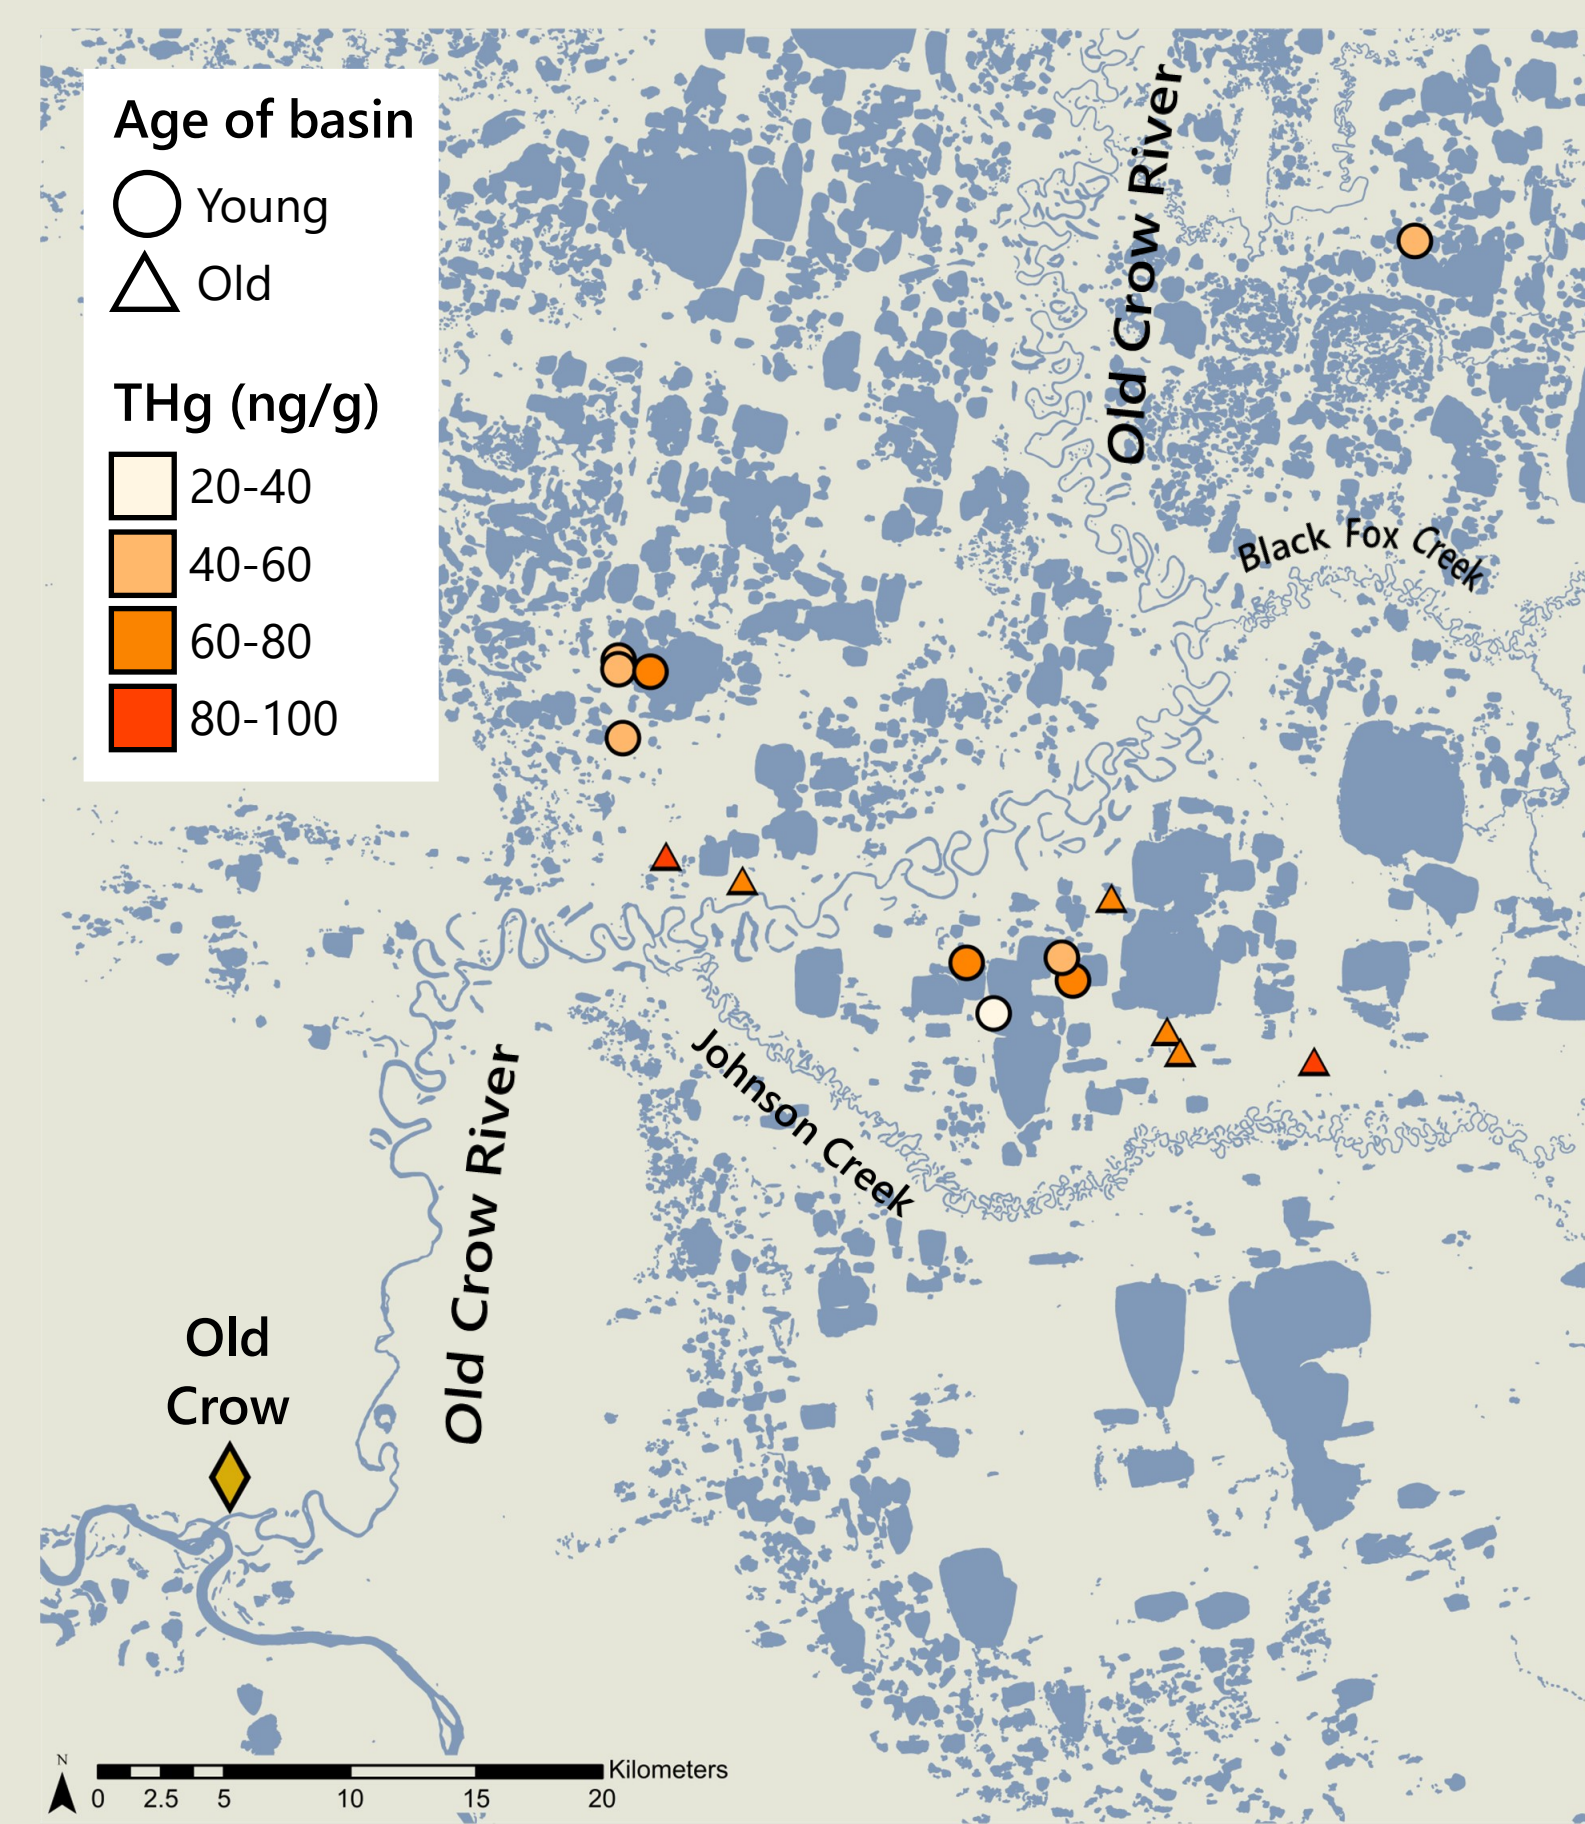 Age of basin
Young
Old
THg (ng/g)
20-40
40-60
60-80
80-100
Old Crow River
Black Fox Creek
Johnson Creek
Old Crow River
Old
Crow
N
Kilometers
0 2.5 5 10 15 20